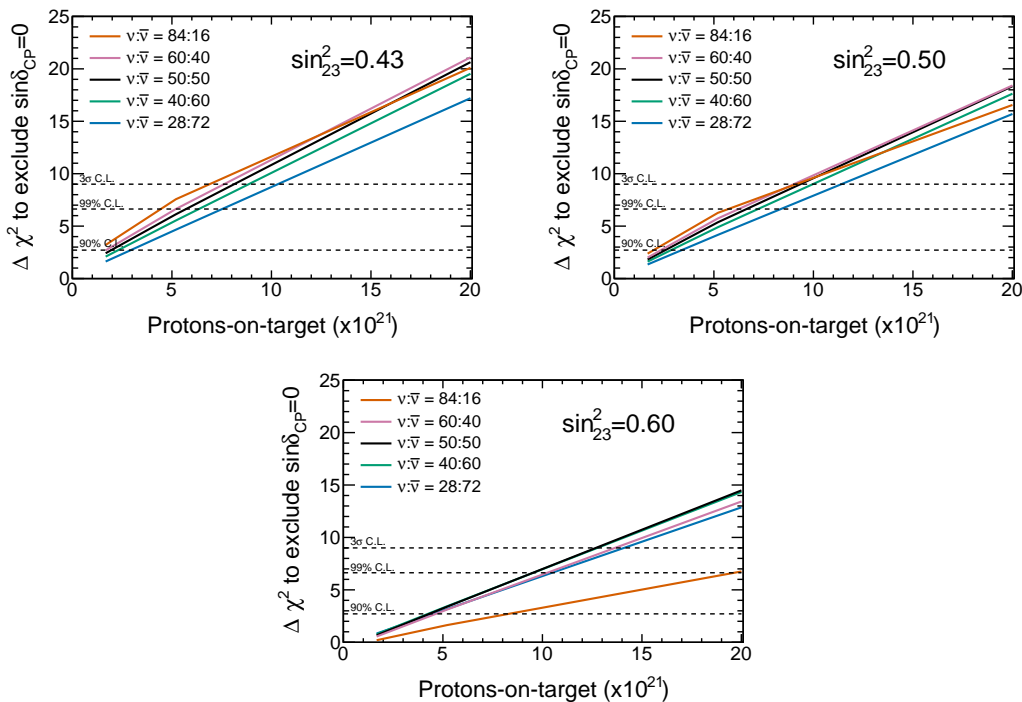 Δ χ² to exclude sinδCP=0
25
20
15
10
5
0
ν:ν̅ = 84:16
ν:ν̅ = 60:40
ν:ν̅ = 50:50
ν:ν̅ = 40:60
ν:ν̅ = 28:72
sin²23=0.43
3σ C.L.
99% C.L.
90% C.L.
0 5 10 15 20
Protons-on-target (x10²¹)
Δ χ² to exclude sinδCP=0
25
20
15
10
5
0
ν:ν̅ = 84:16
ν:ν̅ = 60:40
ν:ν̅ = 50:50
ν:ν̅ = 40:60
ν:ν̅ = 28:72
sin²23=0.50
3σ C.L.
99% C.L.
90% C.L.
0 5 10 15 20
Protons-on-target (x10²¹)
Δ χ² to exclude sinδCP=0
25
20
15
10
5
0
ν:ν̅ = 84:16
ν:ν̅ = 60:40
ν:ν̅ = 50:50
ν:ν̅ = 40:60
ν:ν̅ = 28:72
sin²23=0.60
3σ C.L.
99% C.L.
90% C.L.
0 5 10 15 20
Protons-on-target (x10²¹)